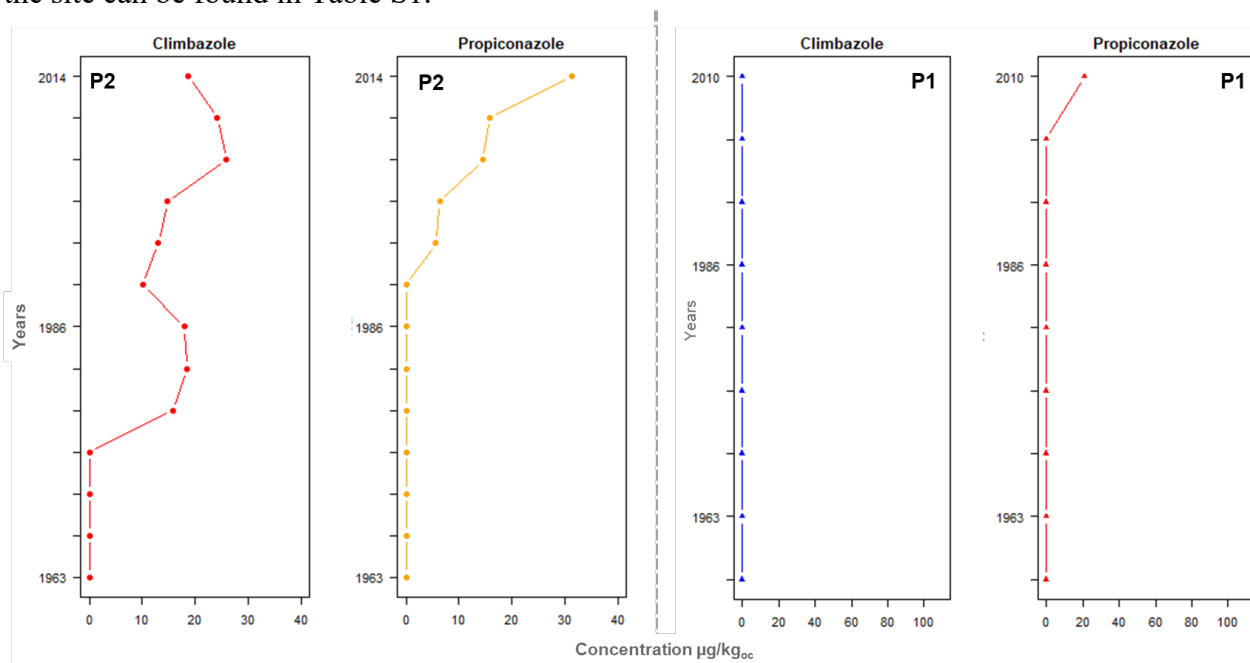 the site can be found in Table S1.
Climbazole
Propiconazole
Climbazole
Propiconazole
2014
P2
2014
P2
2010
P1
2010
P1
1986
1986
Years
1986
1986
Years
1963
1963
1963
1963
0 10 20 30 40
0 10 20 30 40
0 20 40 60 80 100
0 20 40 60 80 100
Concentration µg/kgoc